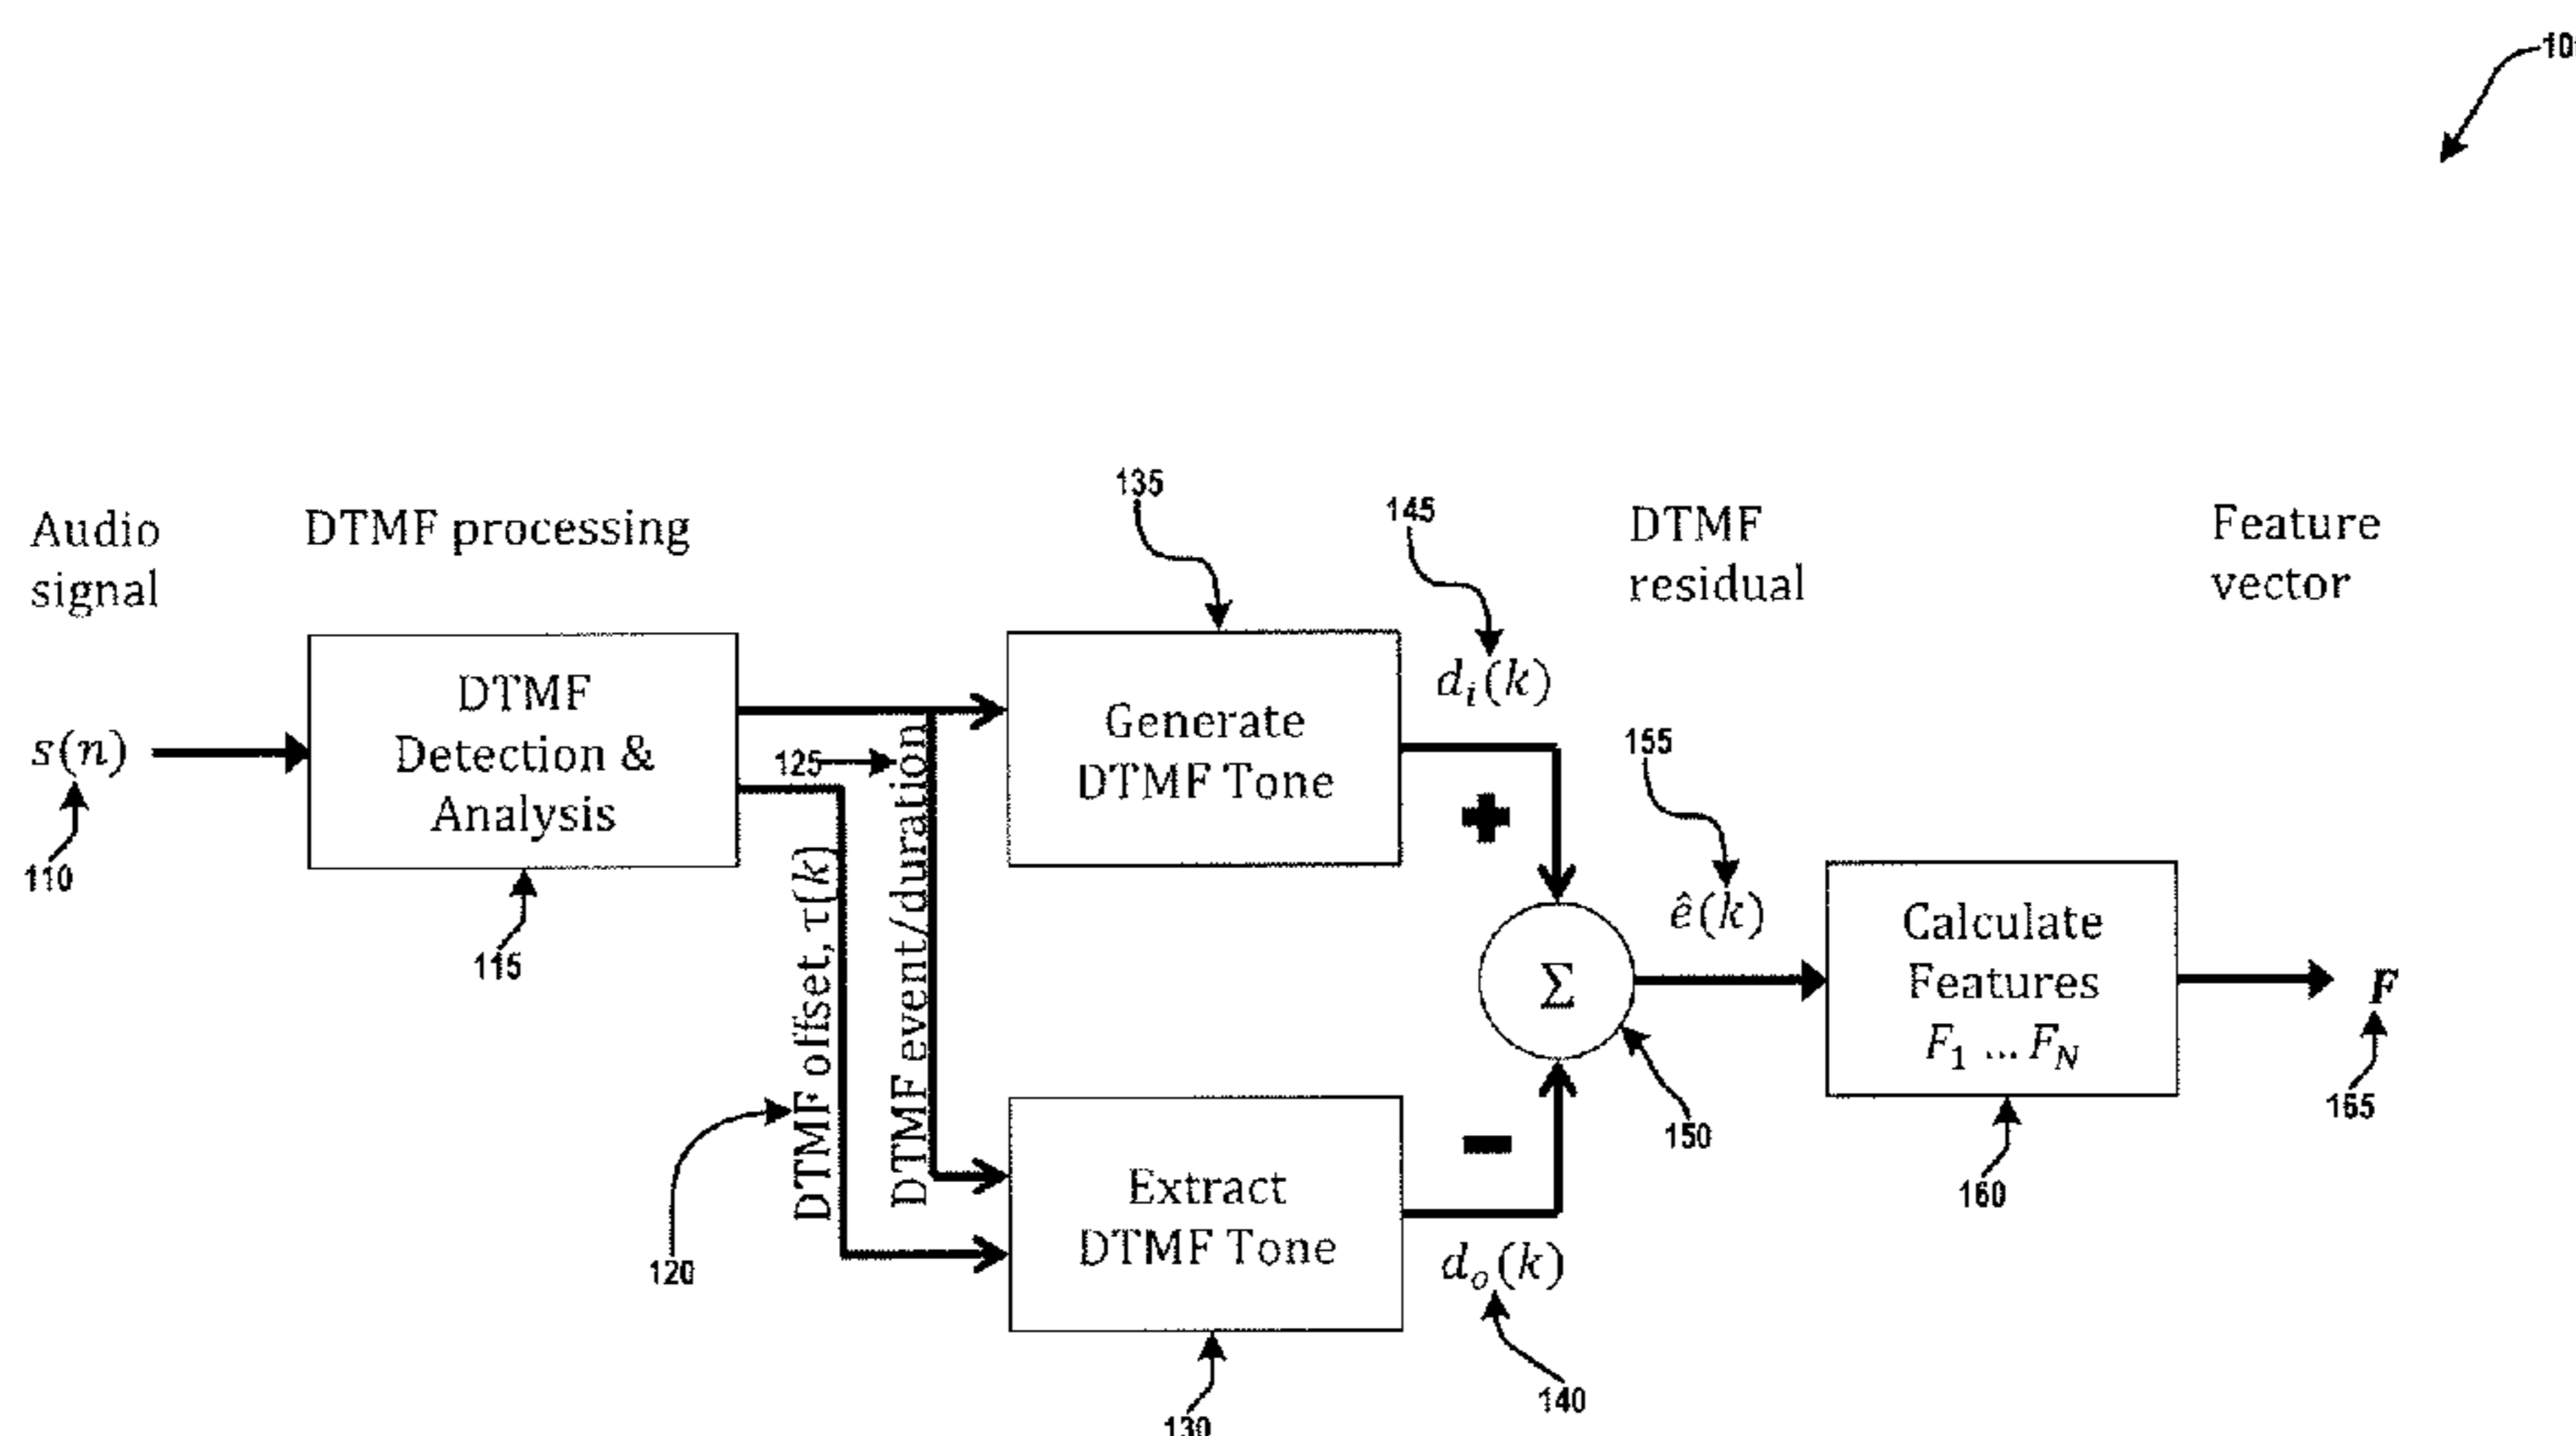 10
135
145
Audio
signal
DTMF processing
DTMF
residual
Feature
vector
d_i(k)
155
s(n)
110
DTMF
Detection &
Analysis
115
125
DTMF offset, τ(k)
DTMF event/duration
120
Generate
DTMF Tone
+
ê(k)
Σ
150
Calculate
Features
F_1 ... F_N
160
F
165
−
Extract
DTMF Tone
130
d_o(k)
140